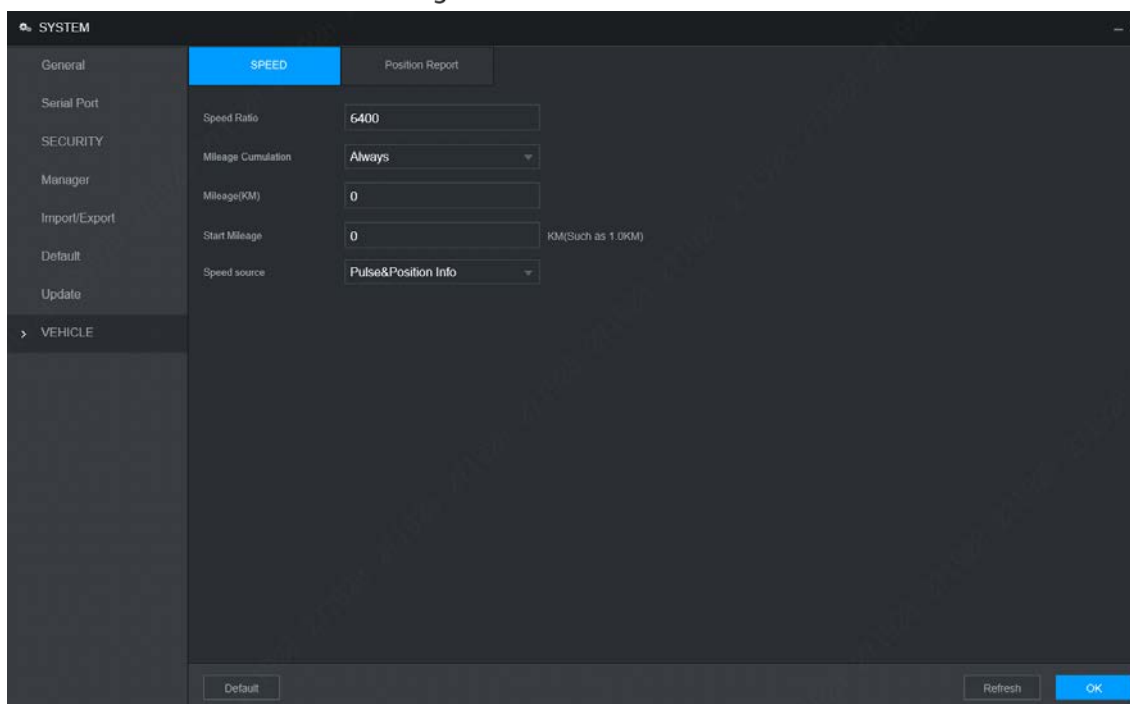 SYSTEM
General
Serial Port
SECURITY
Manager
Import/Export
Default
Update
VEHICLE
SPEED Position Report
Speed Ratio 6400
Mileage Cumulation Always
Mileage(KM) 0
Start Mileage 0 KM(Such as 1.0KM)
Speed source Pulse&Position Info
Default Refresh OK